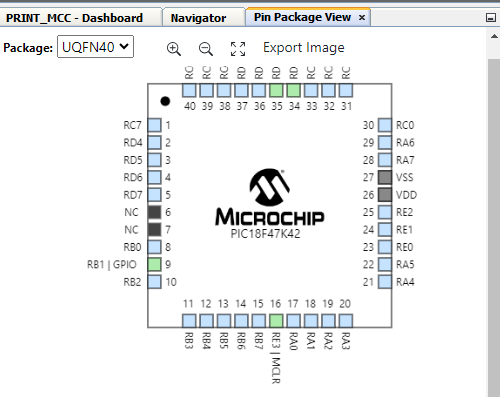 PRINT_MCC - Dashboard Navigator Pin Package View ×
Package: UQFN40 Export Image
RC RC RC RD RD RD RD RC RC RC
40 39 38 37 36 35 34 33 32 31
RC7 1 30 RC0
RD4 2 29 RA6
RD5 3 28 RA7
RD6 4 27 VSS
RD7 5 26 VDD
NC 6 25 RE2
NC 7 24 RE1
RB0 8 23 RE0
RB1 | GPIO 9 22 RA5
RB2 10 21 RA4
MICROCHIP
PIC18F47K42
11 12 13 14 15 16 17 18 19 20
RB3 RB4 RB5 RB6 RB7 RE3 | MCLR RA0 RA1 RA2 RA3